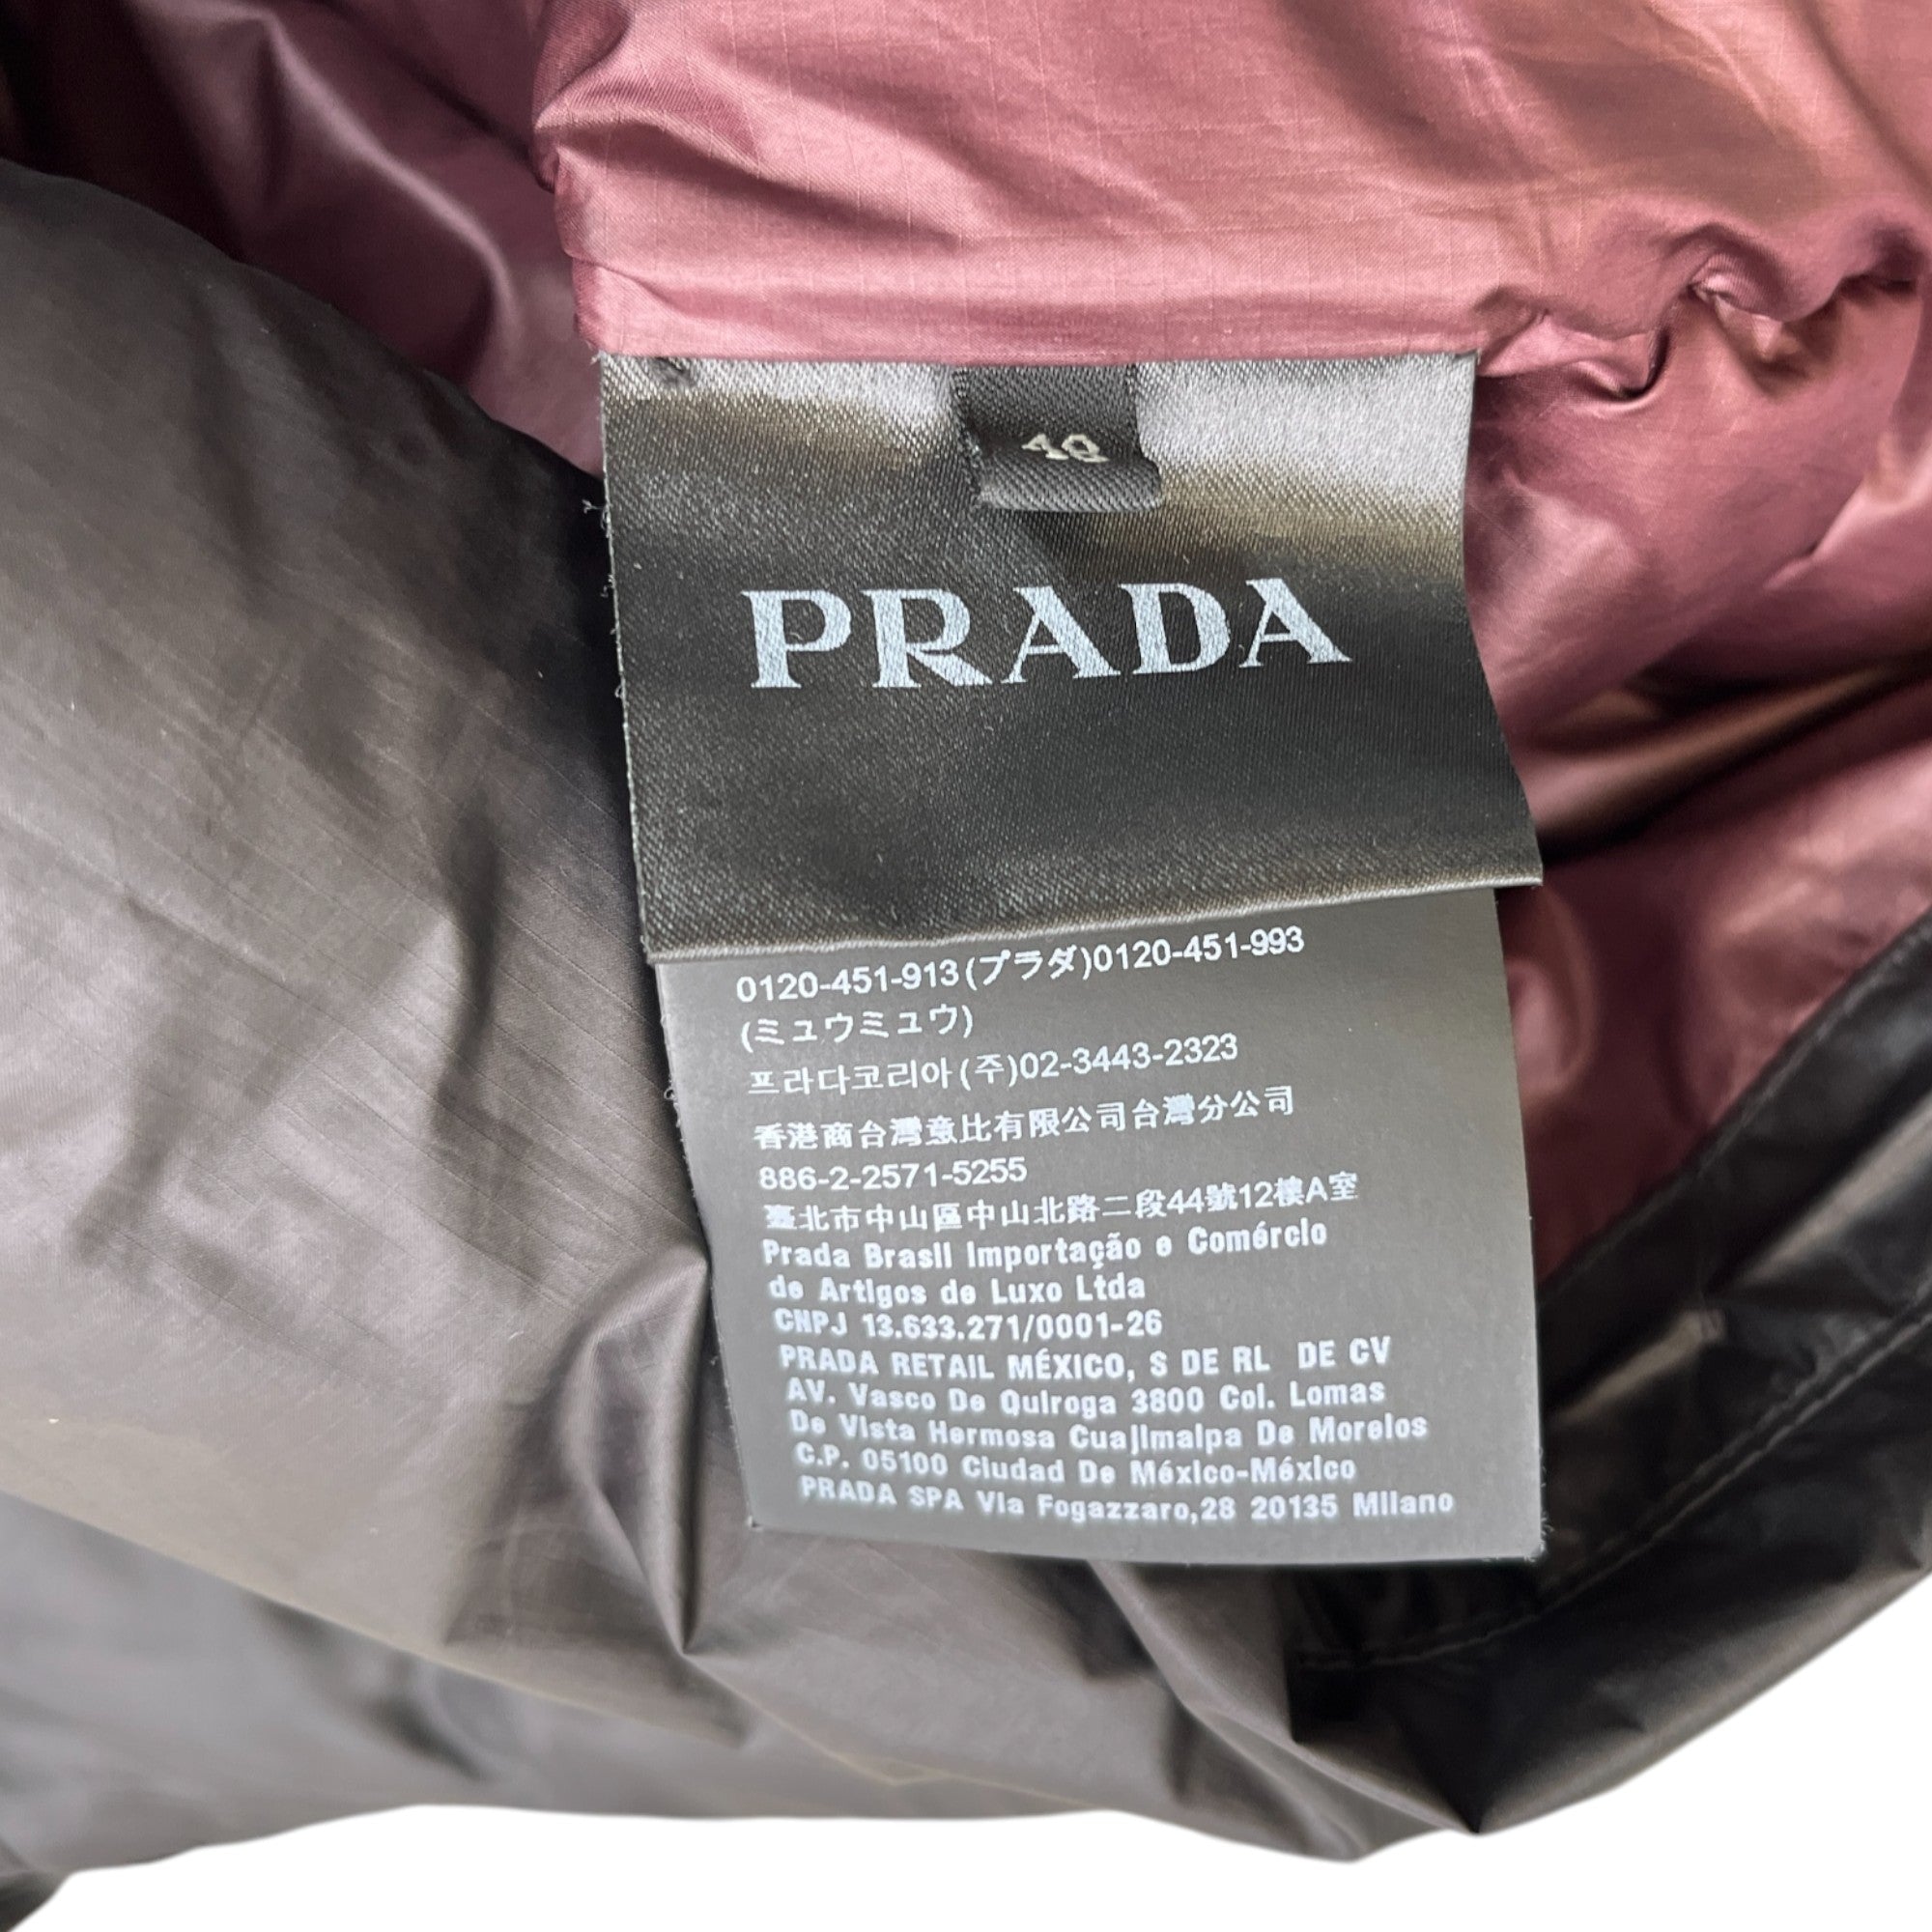 48
PRADA
0120-451-913(プラダ)0120-451-993
(ミュウミュウ)
프라다코리아(주)02-3443-2323
香港商台灣意比有限公司台灣分公司
886-2-2571-5255
臺北市中山區中山北路二段44號12樓A室
Prada Brasil Importação e Comércio
de Artigos de Luxo Ltda
CNPJ 13.633.271/0001-26
PRADA RETAIL MÉXICO, S DE RL DE CV
AV. Vasco De Quiroga 3800 Col. Lomas
De Vista Hermosa Cuajimalpa De Morelos
C.P. 05100 Ciudad De México-México
PRADA SPA Via Fogazzaro,28 20135 Milano